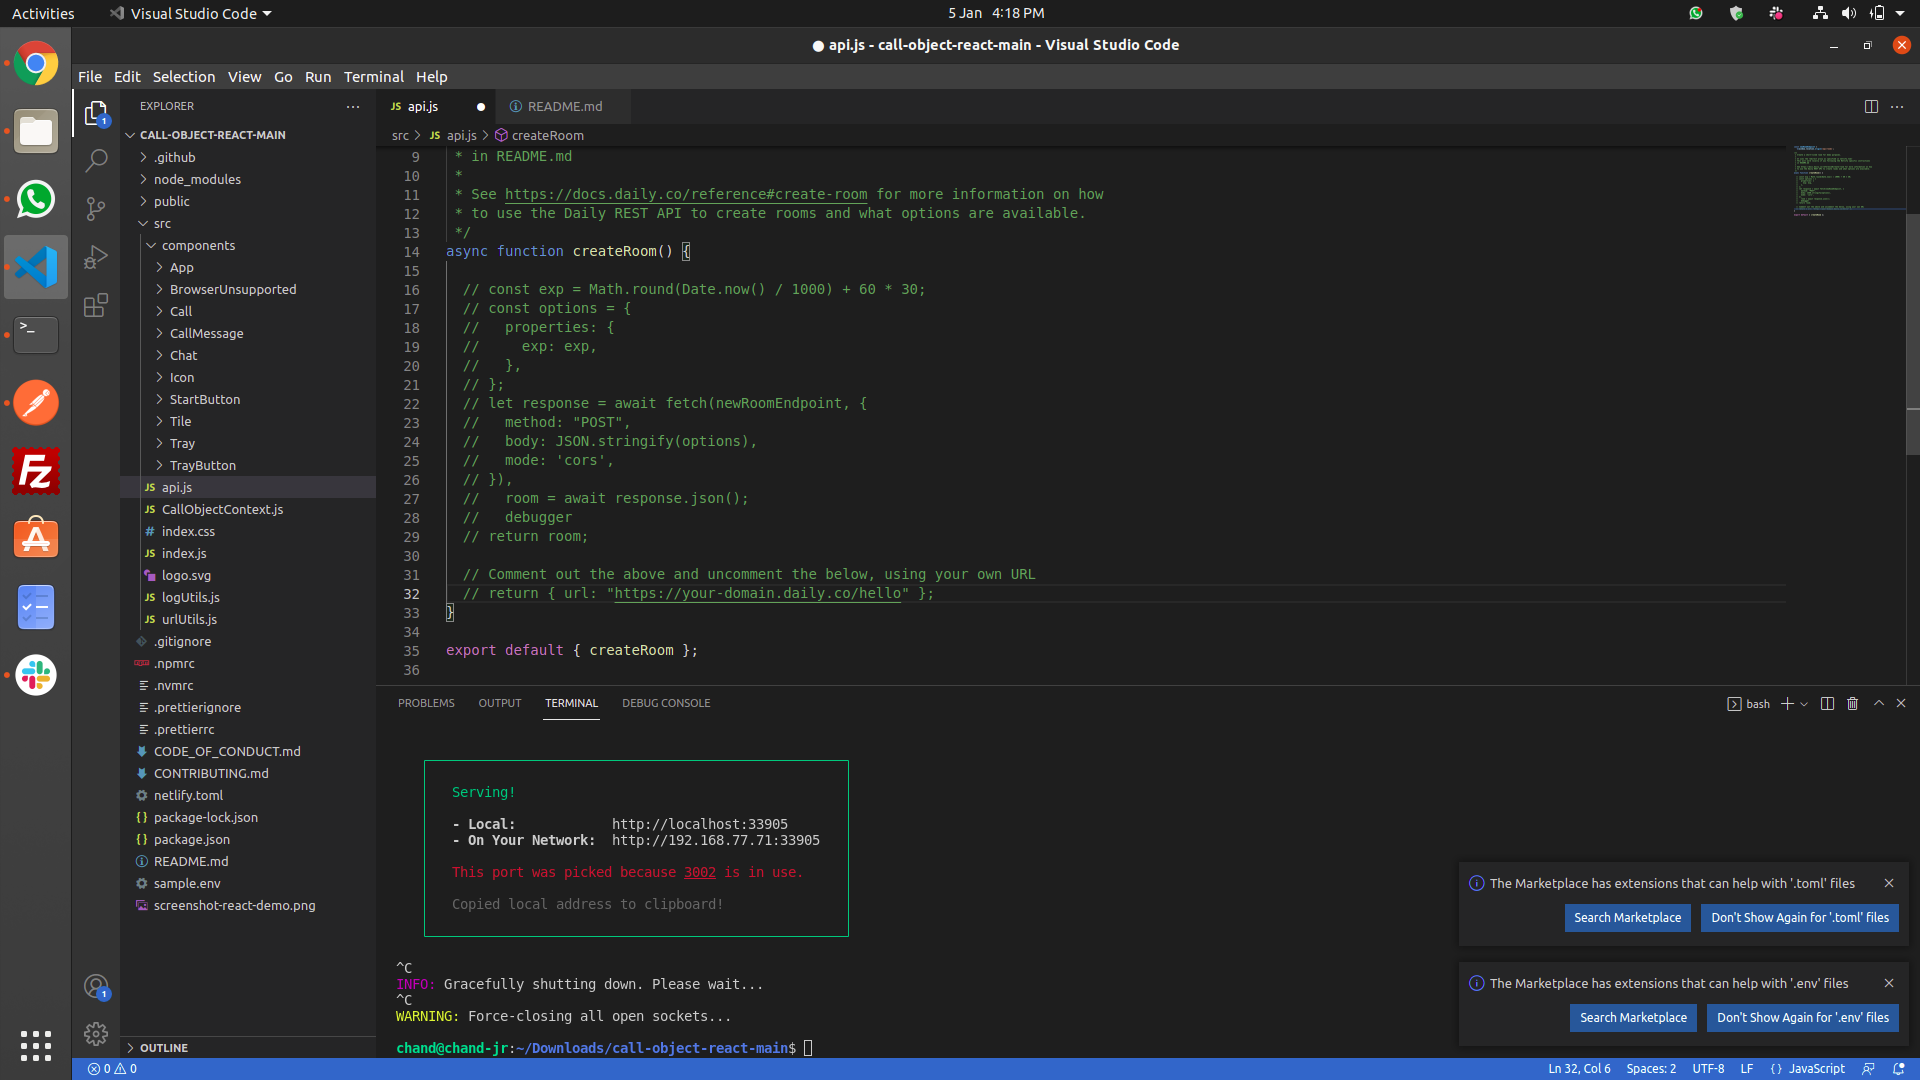 Activities
Visual Studio Code
5 Jan 4:18 PM
● api.js - call-object-react-main - Visual Studio Code
File Edit Selection View Go Run Terminal Help
EXPLORER
CALL-OBJECT-REACT-MAIN
.github
node_modules
public
src
components
App
BrowserUnsupported
Call
CallMessage
Chat
Icon
StartButton
Tile
Tray
TrayButton
JS api.js
JS CallObjectContext.js
# index.css
JS index.js
logo.svg
JS logUtils.js
JS urlUtils.js
.gitignore
.npmrc
.nvmrc
.prettierignore
.prettierrc
CODE_OF_CONDUCT.md
CONTRIBUTING.md
netlify.toml
{} package-lock.json
{} package.json
README.md
sample.env
screenshot-react-demo.png
OUTLINE
JS api.js ●
README.md
src > JS api.js > createRoom
9 * in README.md
10 *
11 * See https://docs.daily.co/reference#create-room for more information on how
12 * to use the Daily REST API to create rooms and what options are available.
13 */
14 async function createRoom() {
15
16 // const exp = Math.round(Date.now() / 1000) + 60 * 30;
17 // const options = {
18 //   properties: {
19 //     exp: exp,
20 //   },
21 // };
22 // let response = await fetch(newRoomEndpoint, {
23 //   method: "POST",
24 //   body: JSON.stringify(options),
25 //   mode: 'cors',
26 // }),
27 //   room = await response.json();
28 //   debugger
29 // return room;
30
31 // Comment out the above and uncomment the below, using your own URL
32 // return { url: "https://your-domain.daily.co/hello" };
33 }
34
35 export default { createRoom };
36
PROBLEMS OUTPUT TERMINAL DEBUG CONSOLE
bash
Serving!
- Local: http://localhost:33905
- On Your Network: http://192.168.77.71:33905
This port was picked because 3002 is in use.
Copied local address to clipboard!
^C
INFO: Gracefully shutting down. Please wait...
^C
WARNING: Force-closing all open sockets...
chand@chand-jr:~/Downloads/call-object-react-main$
The Marketplace has extensions that can help with '.toml' files
Search Marketplace
Don't Show Again for '.toml' files
The Marketplace has extensions that can help with '.env' files
Search Marketplace
Don't Show Again for '.env' files
1
1
Fz
0 0
Ln 32, Col 6 Spaces: 2 UTF-8 LF {} JavaScript